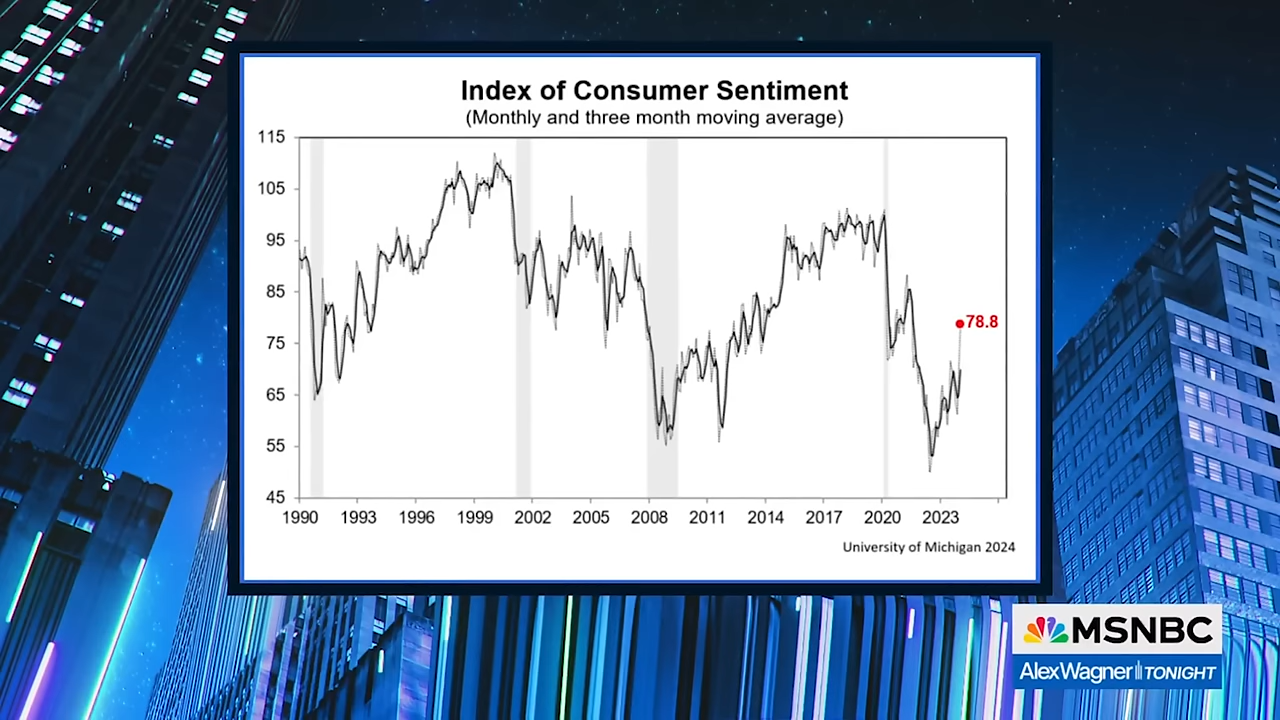 Index of Consumer Sentiment
(Monthly and three month moving average)
115
105
95
85
75
65
55
45
78.8
1990 1993 1996 1999 2002 2005 2008 2011 2014 2017 2020 2023
University of Michigan 2024
MSNBC
AlexWagner TONIGHT